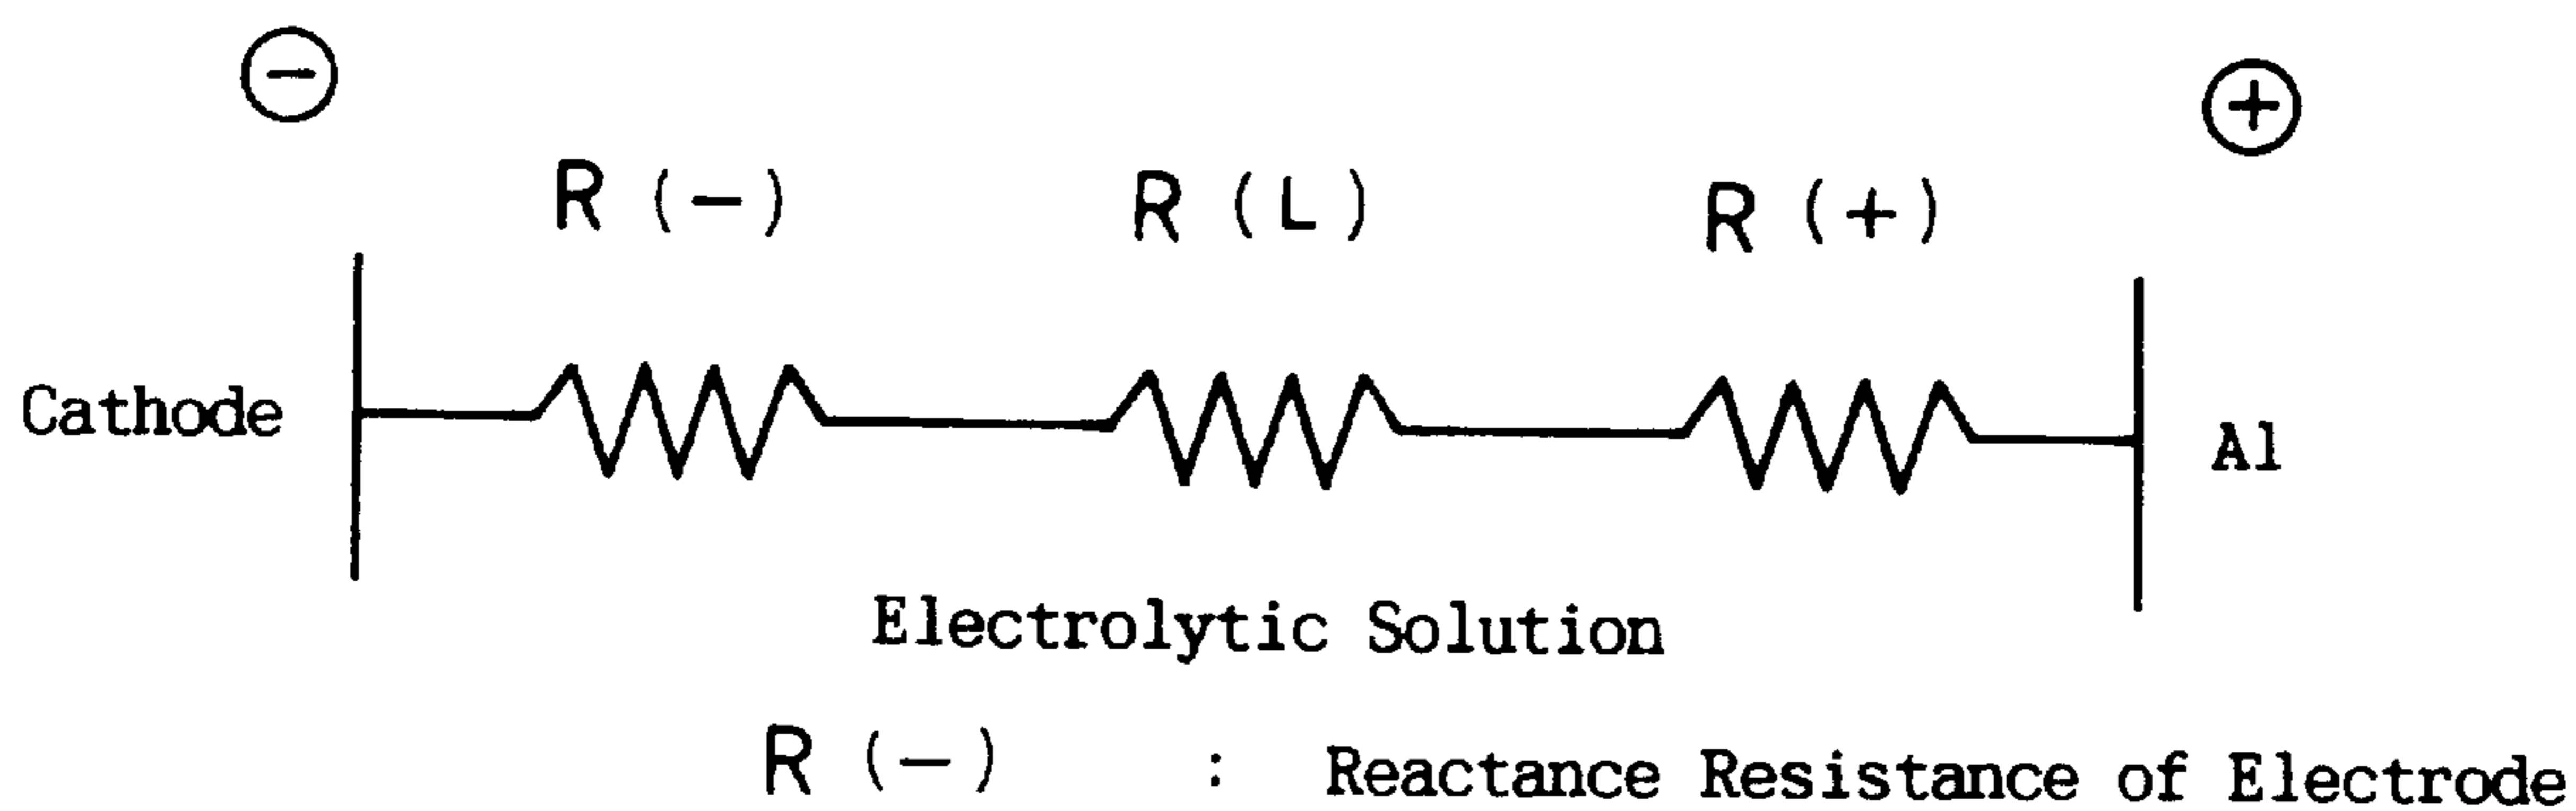 ⊖ ⊕
R (−) R (L) R (+)
Cathode Al
Electrolytic Solution
R (−) : Reactance Resistance of Electrode